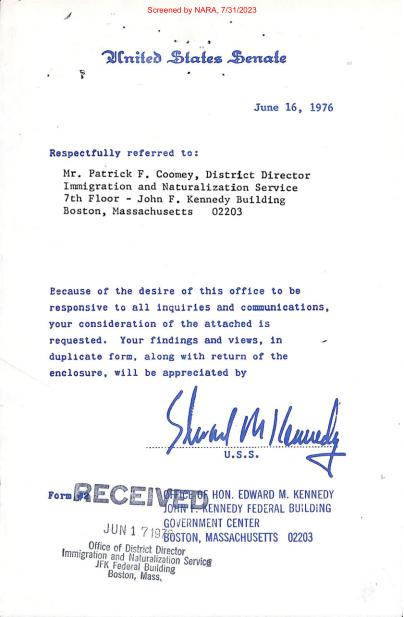 Screened by NARA, 7/31/2023
United States Senate
June 16, 1976
Respectfully referred to:
Mr. Patrick F. Coomey, District Director
Immigration and Naturalization Service
7th Floor - John F. Kennedy Building
Boston, Massachusetts 02203
Because of the desire of this office to be
responsive to all inquiries and communications,
your consideration of the attached is
requested. Your findings and views, in
duplicate form, along with return of the
enclosure, will be appreciated by
Edward M Kennedy
U.S.S.
Form #2
RECEIVED
OFFICE OF HON. EDWARD M. KENNEDY
JOHN F. KENNEDY FEDERAL BUILDING
GOVERNMENT CENTER
BOSTON, MASSACHUSETTS 02203
JUN 17 1976
Office of District Director
Immigration and Naturalization Service
JFK Federal Building
Boston, Mass.